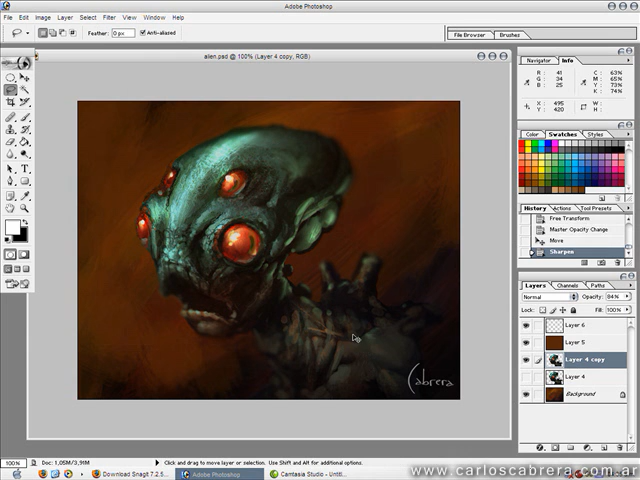 Adobe Photoshop
File Edit Image Layer Select Filter View Window Help
Feather: 0 px Anti-aliased
File Browser Brushes
alien.psd @ 100% (Layer 4 copy, RGB)
Navigator Info
R : 41 C : 63%
G : 34 M : 65%
B : 25 Y : 73%
K : 74%
X : 495 W :
Y : 420 H :
Color Swatches Styles
History Actions Tool Presets
Free Transform
Master Opacity Change
Move
Sharpen
Layers Channels Paths
Normal Opacity: 84%
Lock: Fill: 100%
Layer 6
Layer 5
Layer 4 copy
Layer 4
Background
Cabrera
100% Doc: 1,05M/3,91M Click and drag to move layer or selection. Use Shift and Alt for additional options.
Download SnagIt 7.2.5... Adobe Photoshop Camtasia Studio - Untitl...
www.carloscabrera.com.ar